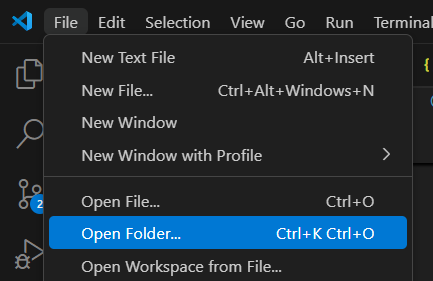 File Edit Selection View Go Run Terminal
New Text File Alt+Insert
New File... Ctrl+Alt+Windows+N
New Window
New Window with Profile
Open File... Ctrl+O
Open Folder... Ctrl+K Ctrl+O
Open Workspace from File...
2
{